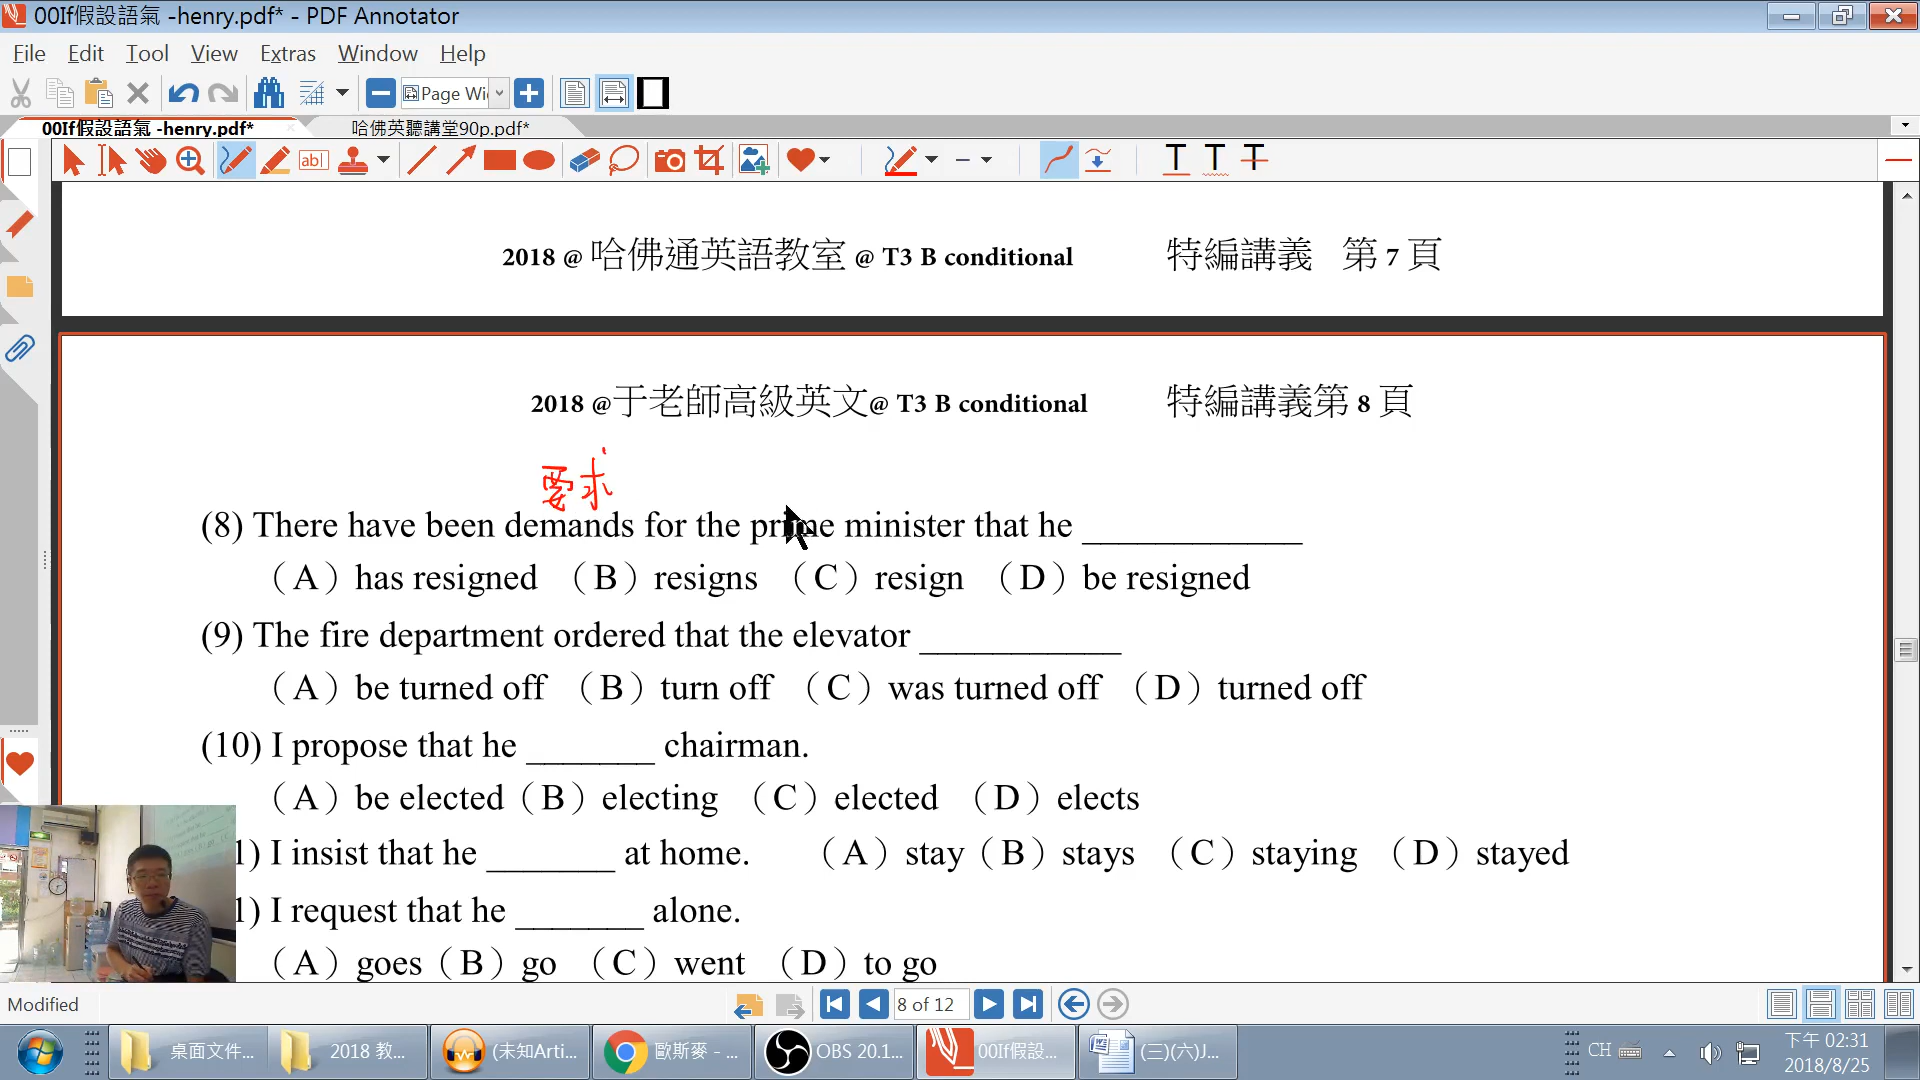 00If假設語氣 -henry.pdf* - PDF Annotator
File Edit Tool View Extras Window Help
Page Wi
00If假設語氣 -henry.pdf* 哈佛英聽講堂90p.pdf*
2018 @ 哈佛通英語教室 @ T3 B conditional 特編講義 第 7 頁
2018 @于老師高級英文@ T3 B conditional 特編講義第 8 頁
要求
(8) There have been demands for the prime minister that he ____________
（A）has resigned （B）resigns （C）resign （D）be resigned
(9) The fire department ordered that the elevator ___________
（A）be turned off （B）turn off （C）was turned off （D）turned off
(10) I propose that he _______ chairman.
（A）be elected（B）electing （C）elected （D）elects
1) I insist that he _______ at home. （A）stay（B）stays （C）staying （D）stayed
1) I request that he _______ alone.
（A）goes（B）go （C）went （D）to go
Modified 8 of 12
桌面文件... 2018 教... (未知Arti... 歐斯麥 - ... OBS 20.1... 00If假設... (三)(六)J... CH 下午 02:31
2018/8/25